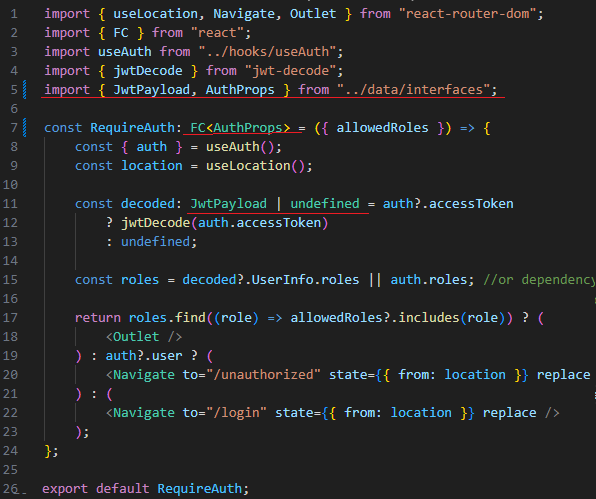 1 import { useLocation, Navigate, Outlet } from "react-router-dom";
2 import { FC } from "react";
3 import useAuth from "../hooks/useAuth";
4 import { jwtDecode } from "jwt-decode";
5 import { JwtPayload, AuthProps } from "../data/interfaces";
6
7 const RequireAuth: FC<AuthProps> = ({ allowedRoles }) => {
8 const { auth } = useAuth();
9 const location = useLocation();
10
11 const decoded: JwtPayload | undefined = auth?.accessToken
12 ? jwtDecode(auth.accessToken)
13 : undefined;
14
15 const roles = decoded?.UserInfo.roles || auth.roles; //or dependency
16
17 return roles.find((role) => allowedRoles?.includes(role)) ? (
18 <Outlet />
19 ) : auth?.user ? (
20 <Navigate to="/unauthorized" state={{ from: location }} replace
21 ) : (
22 <Navigate to="/login" state={{ from: location }} replace />
23 );
24 };
25
26 export default RequireAuth;